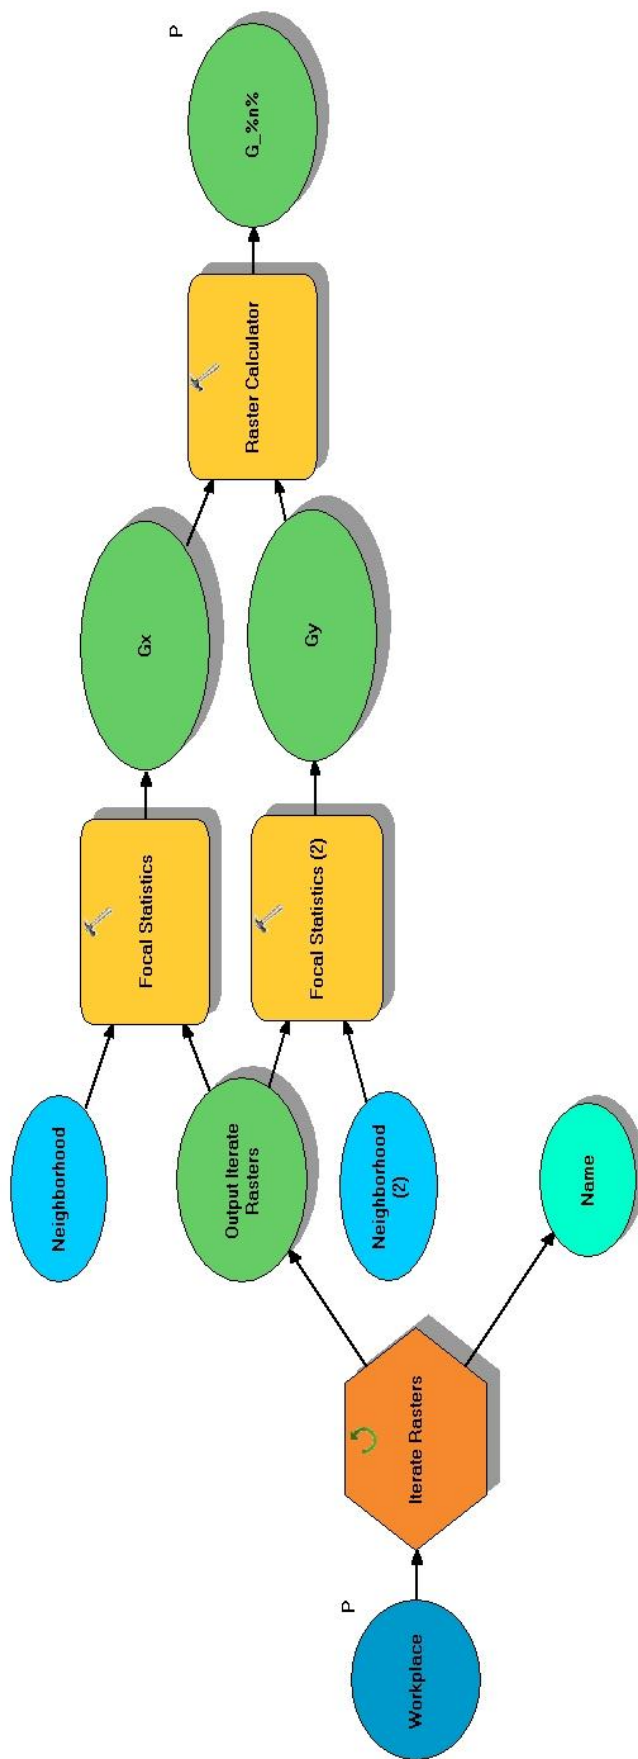 Workplace
P
Iterate Rasters
Name
Output Iterate
Rasters
Neighborhood
Neighborhood
(2)
Focal Statistics
Focal Statistics (2)
Gx
Gy
Raster Calculator
G_%n%
P